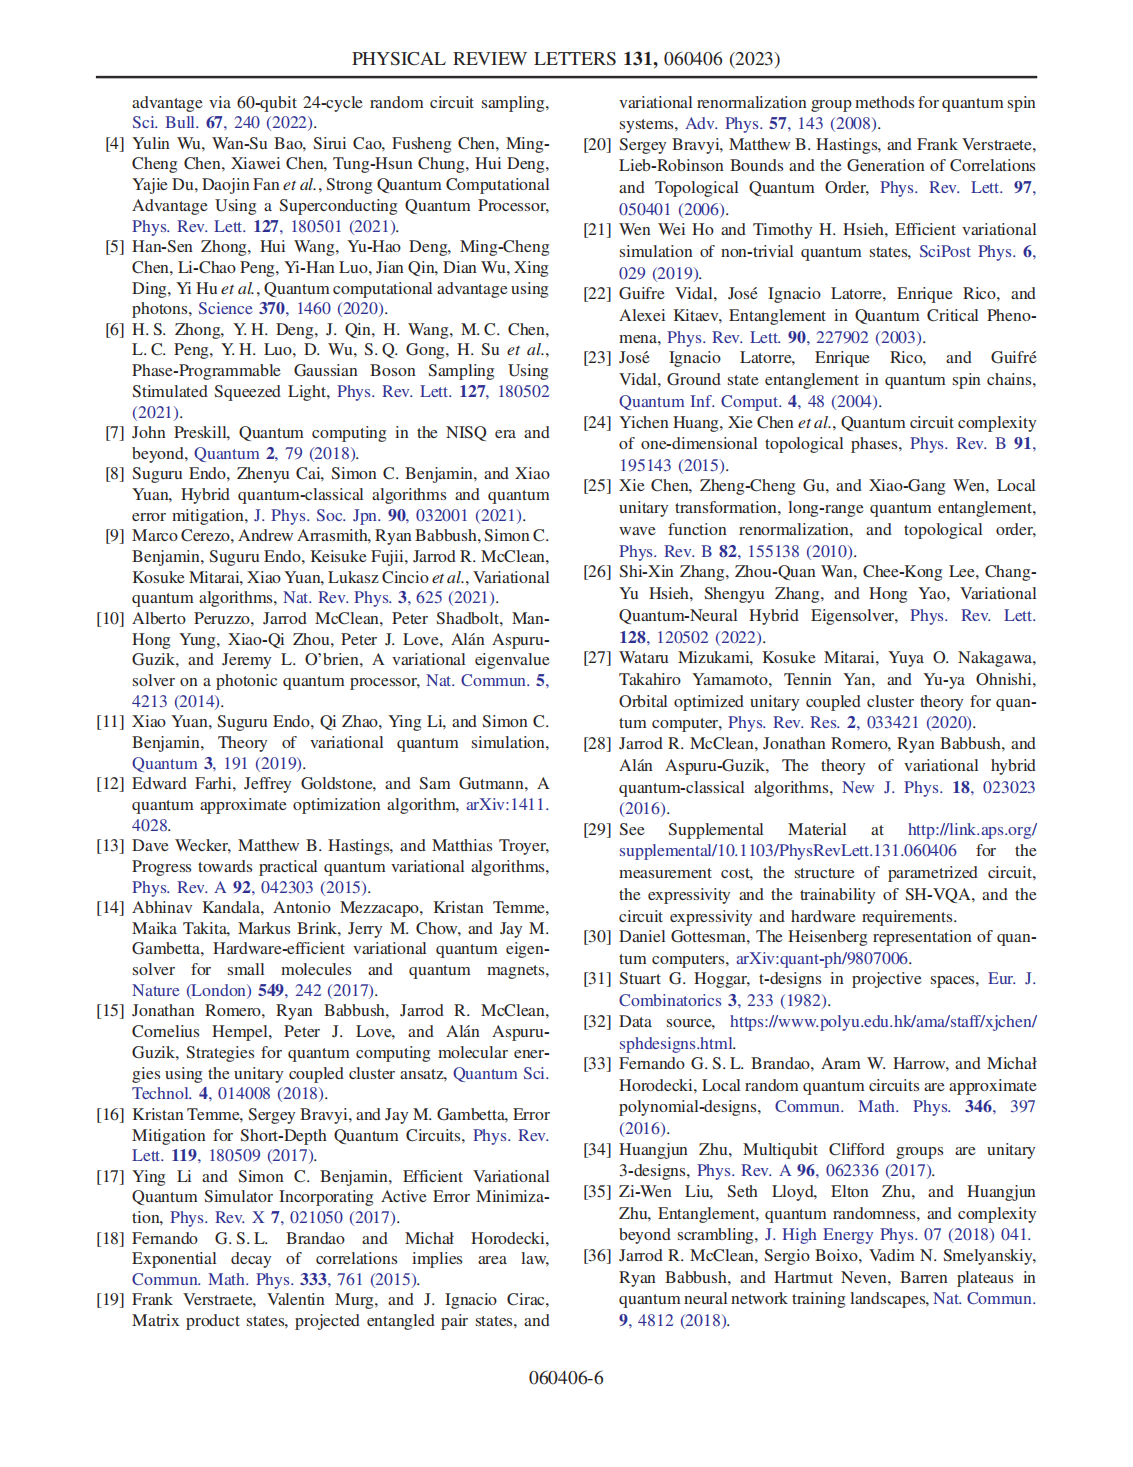 PHYSICAL REVIEW LETTERS 131, 060406 (2023)
advantage via 60-qubit 24-cycle random circuit sampling,
Sci. Bull. 67, 240 (2022).
[4] Yulin Wu, Wan-Su Bao, Sirui Cao, Fusheng Chen, Ming-
Cheng Chen, Xiawei Chen, Tung-Hsun Chung, Hui Deng,
Yajie Du, Daojin Fan et al., Strong Quantum Computational
Advantage Using a Superconducting Quantum Processor,
Phys. Rev. Lett. 127, 180501 (2021).
[5] Han-Sen Zhong, Hui Wang, Yu-Hao Deng, Ming-Cheng
Chen, Li-Chao Peng, Yi-Han Luo, Jian Qin, Dian Wu, Xing
Ding, Yi Hu et al., Quantum computational advantage using
photons, Science 370, 1460 (2020).
[6] H. S. Zhong, Y. H. Deng, J. Qin, H. Wang, M. C. Chen,
L. C. Peng, Y. H. Luo, D. Wu, S. Q. Gong, H. Su et al.,
Phase-Programmable Gaussian Boson Sampling Using
Stimulated Squeezed Light, Phys. Rev. Lett. 127, 180502
(2021).
[7] John Preskill, Quantum computing in the NISQ era and
beyond, Quantum 2, 79 (2018).
[8] Suguru Endo, Zhenyu Cai, Simon C. Benjamin, and Xiao
Yuan, Hybrid quantum-classical algorithms and quantum
error mitigation, J. Phys. Soc. Jpn. 90, 032001 (2021).
[9] Marco Cerezo, Andrew Arrasmith, Ryan Babbush, Simon C.
Benjamin, Suguru Endo, Keisuke Fujii, Jarrod R. McClean,
Kosuke Mitarai, Xiao Yuan, Lukasz Cincio et al., Variational
quantum algorithms, Nat. Rev. Phys. 3, 625 (2021).
[10] Alberto Peruzzo, Jarrod McClean, Peter Shadbolt, Man-
Hong Yung, Xiao-Qi Zhou, Peter J. Love, Alán Aspuru-
Guzik, and Jeremy L. O'brien, A variational eigenvalue
solver on a photonic quantum processor, Nat. Commun. 5,
4213 (2014).
[11] Xiao Yuan, Suguru Endo, Qi Zhao, Ying Li, and Simon C.
Benjamin, Theory of variational quantum simulation,
Quantum 3, 191 (2019).
[12] Edward Farhi, Jeffrey Goldstone, and Sam Gutmann, A
quantum approximate optimization algorithm, arXiv:1411.
4028.
[13] Dave Wecker, Matthew B. Hastings, and Matthias Troyer,
Progress towards practical quantum variational algorithms,
Phys. Rev. A 92, 042303 (2015).
[14] Abhinav Kandala, Antonio Mezzacapo, Kristan Temme,
Maika Takita, Markus Brink, Jerry M. Chow, and Jay M.
Gambetta, Hardware-efficient variational quantum eigen-
solver for small molecules and quantum magnets,
Nature (London) 549, 242 (2017).
[15] Jonathan Romero, Ryan Babbush, Jarrod R. McClean,
Cornelius Hempel, Peter J. Love, and Alán Aspuru-
Guzik, Strategies for quantum computing molecular ener-
gies using the unitary coupled cluster ansatz, Quantum Sci.
Technol. 4, 014008 (2018).
[16] Kristan Temme, Sergey Bravyi, and Jay M. Gambetta, Error
Mitigation for Short-Depth Quantum Circuits, Phys. Rev.
Lett. 119, 180509 (2017).
[17] Ying Li and Simon C. Benjamin, Efficient Variational
Quantum Simulator Incorporating Active Error Minimiza-
tion, Phys. Rev. X 7, 021050 (2017).
[18] Fernando G. S. L. Brandao and Michał Horodecki,
Exponential decay of correlations implies area law,
Commun. Math. Phys. 333, 761 (2015).
[19] Frank Verstraete, Valentin Murg, and J. Ignacio Cirac,
Matrix product states, projected entangled pair states, and
variational renormalization group methods for quantum spin
systems, Adv. Phys. 57, 143 (2008).
[20] Sergey Bravyi, Matthew B. Hastings, and Frank Verstraete,
Lieb-Robinson Bounds and the Generation of Correlations
and Topological Quantum Order, Phys. Rev. Lett. 97,
050401 (2006).
[21] Wen Wei Ho and Timothy H. Hsieh, Efficient variational
simulation of non-trivial quantum states, SciPost Phys. 6,
029 (2019).
[22] Guifre Vidal, José Ignacio Latorre, Enrique Rico, and
Alexei Kitaev, Entanglement in Quantum Critical Pheno-
mena, Phys. Rev. Lett. 90, 227902 (2003).
[23] José Ignacio Latorre, Enrique Rico, and Guifré
Vidal, Ground state entanglement in quantum spin chains,
Quantum Inf. Comput. 4, 48 (2004).
[24] Yichen Huang, Xie Chen et al., Quantum circuit complexity
of one-dimensional topological phases, Phys. Rev. B 91,
195143 (2015).
[25] Xie Chen, Zheng-Cheng Gu, and Xiao-Gang Wen, Local
unitary transformation, long-range quantum entanglement,
wave function renormalization, and topological order,
Phys. Rev. B 82, 155138 (2010).
[26] Shi-Xin Zhang, Zhou-Quan Wan, Chee-Kong Lee, Chang-
Yu Hsieh, Shengyu Zhang, and Hong Yao, Variational
Quantum-Neural Hybrid Eigensolver, Phys. Rev. Lett.
128, 120502 (2022).
[27] Wataru Mizukami, Kosuke Mitarai, Yuya O. Nakagawa,
Takahiro Yamamoto, Tennin Yan, and Yu-ya Ohnishi,
Orbital optimized unitary coupled cluster theory for quan-
tum computer, Phys. Rev. Res. 2, 033421 (2020).
[28] Jarrod R. McClean, Jonathan Romero, Ryan Babbush, and
Alán Aspuru-Guzik, The theory of variational hybrid
quantum-classical algorithms, New J. Phys. 18, 023023
(2016).
[29] See Supplemental Material at http://link.aps.org/
supplemental/10.1103/PhysRevLett.131.060406 for the
measurement cost, the structure of parametrized circuit,
the expressivity and the trainability of SH-VQA, and the
circuit expressivity and hardware requirements.
[30] Daniel Gottesman, The Heisenberg representation of quan-
tum computers, arXiv:quant-ph/9807006.
[31] Stuart G. Hoggar, t-designs in projective spaces, Eur. J.
Combinatorics 3, 233 (1982).
[32] Data source, https://www.polyu.edu.hk/ama/staff/xjchen/
sphdesigns.html.
[33] Fernando G. S. L. Brandao, Aram W. Harrow, and Michał
Horodecki, Local random quantum circuits are approximate
polynomial-designs, Commun. Math. Phys. 346, 397
(2016).
[34] Huangjun Zhu, Multiqubit Clifford groups are unitary
3-designs, Phys. Rev. A 96, 062336 (2017).
[35] Zi-Wen Liu, Seth Lloyd, Elton Zhu, and Huangjun
Zhu, Entanglement, quantum randomness, and complexity
beyond scrambling, J. High Energy Phys. 07 (2018) 041.
[36] Jarrod R. McClean, Sergio Boixo, Vadim N. Smelyanskiy,
Ryan Babbush, and Hartmut Neven, Barren plateaus in
quantum neural network training landscapes, Nat. Commun.
9, 4812 (2018).
060406-6